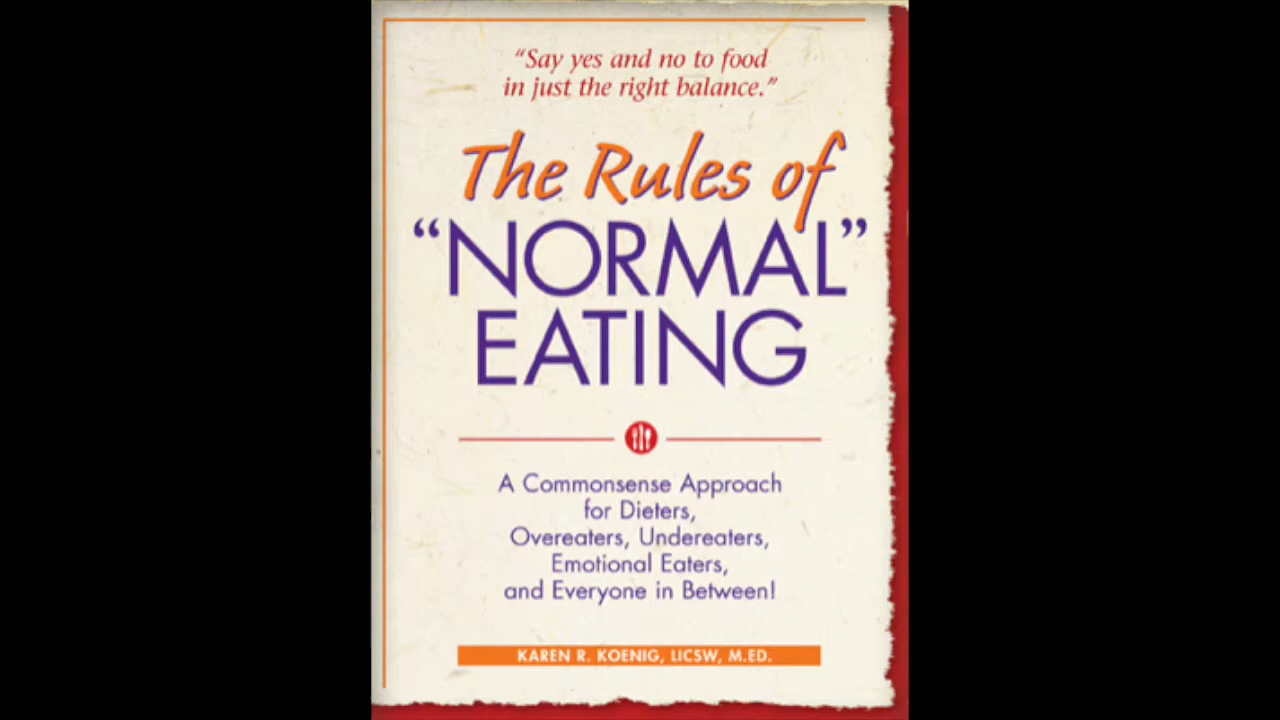 “Say yes and no to food
in just the right balance.”
The Rules of
“NORMAL”
EATING
A Commonsense Approach
for Dieters,
Overeaters, Undereaters,
Emotional Eaters,
and Everyone in Between!
KAREN R. KOENIG, LICSW, M.ED.